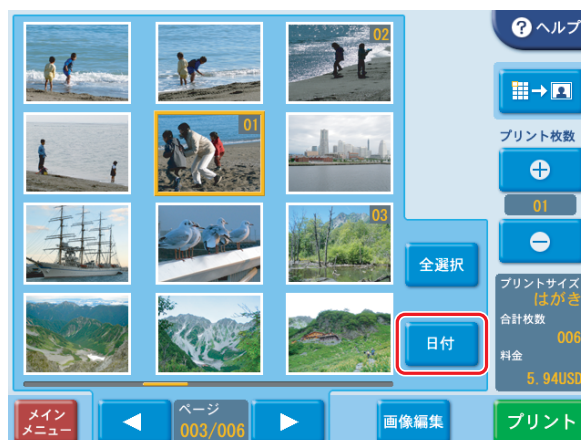 02
ヘルプ
プリント枚数
01
01
03
全選択
プリントサイズ
はがき
合計枚数
006
日付
料金
5.94USD
メイン
メニュー
ページ
003/006
画像編集
プリント